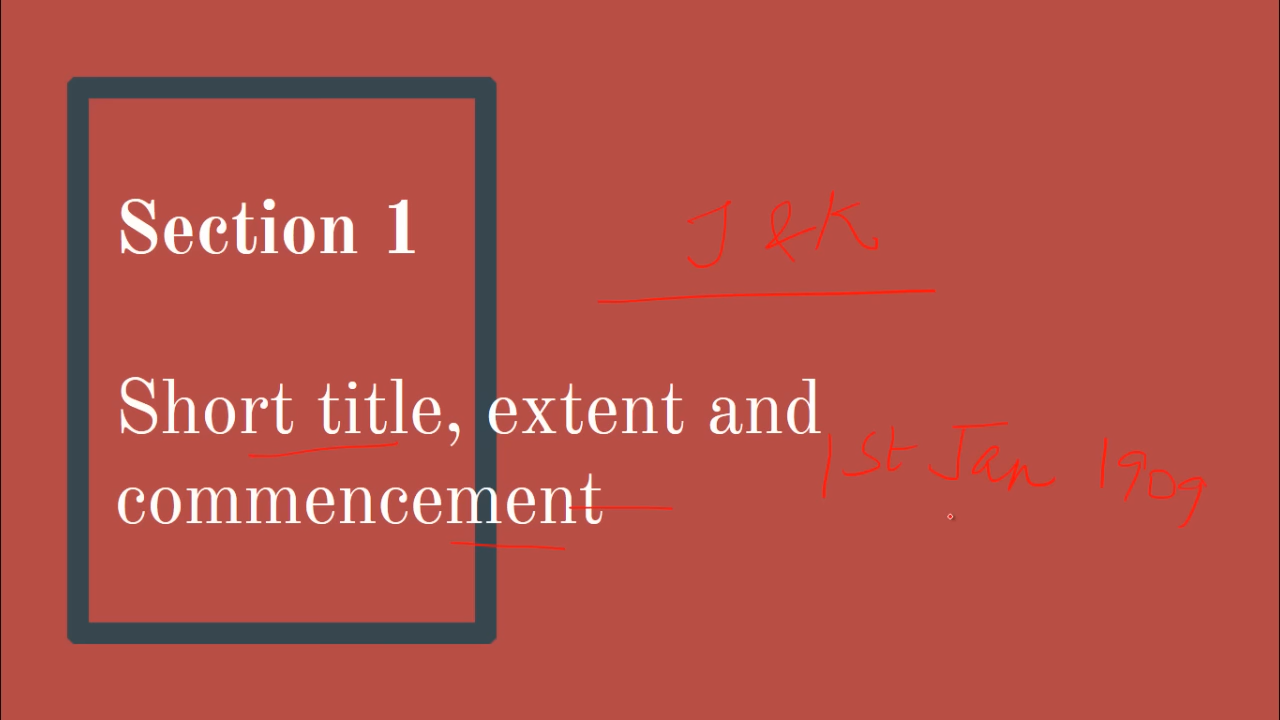 Section 1
J & K
Short title, extent and
1st Jan 1909
commencement